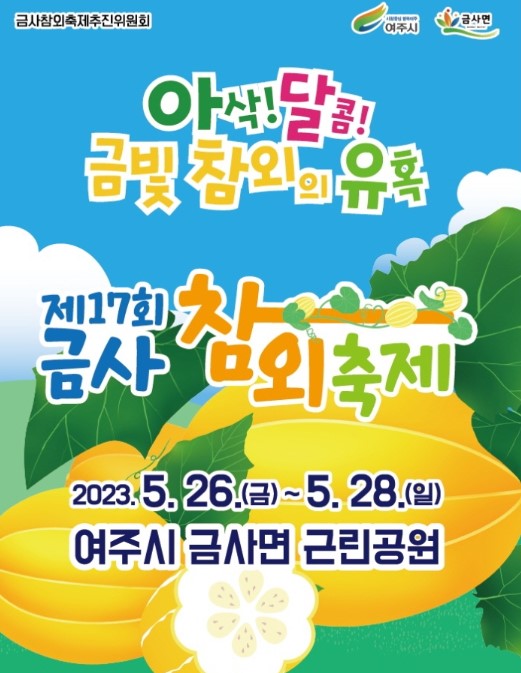 금사참외축제추진위원회
여주시
금사면
아삭! 달콤!
금빛 참외의 유혹
제17회
금사 참외축제
2023. 5. 26.(금) ~ 5. 28.(일)
여주시 금사면 근린공원